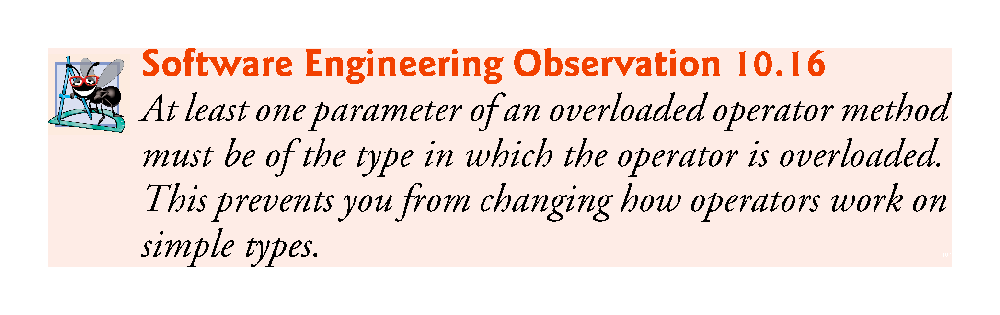 Software Engineering Observation 10.16
At least one parameter of an overloaded operator method
must be of the type in which the operator is overloaded.
This prevents you from changing how operators work on
simple types.